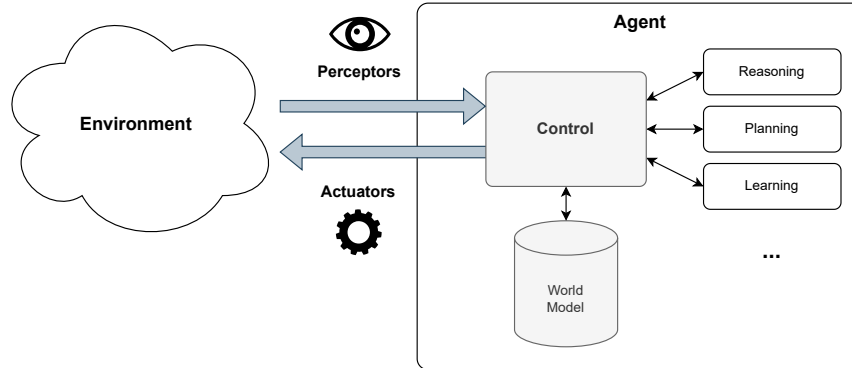 Agent
Perceptors
Environment
Control
Reasoning
Planning
Learning
...
Actuators
World
Model